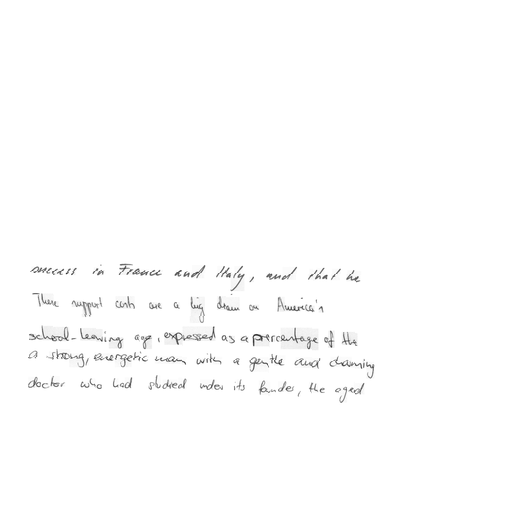 success in France and Italy, and that he
These support costs are a big drain on America's
school-leaving age, expressed as a percentage of the
a strong, energetic man with a gentle and charming
doctor who had studied under its founder, the aged